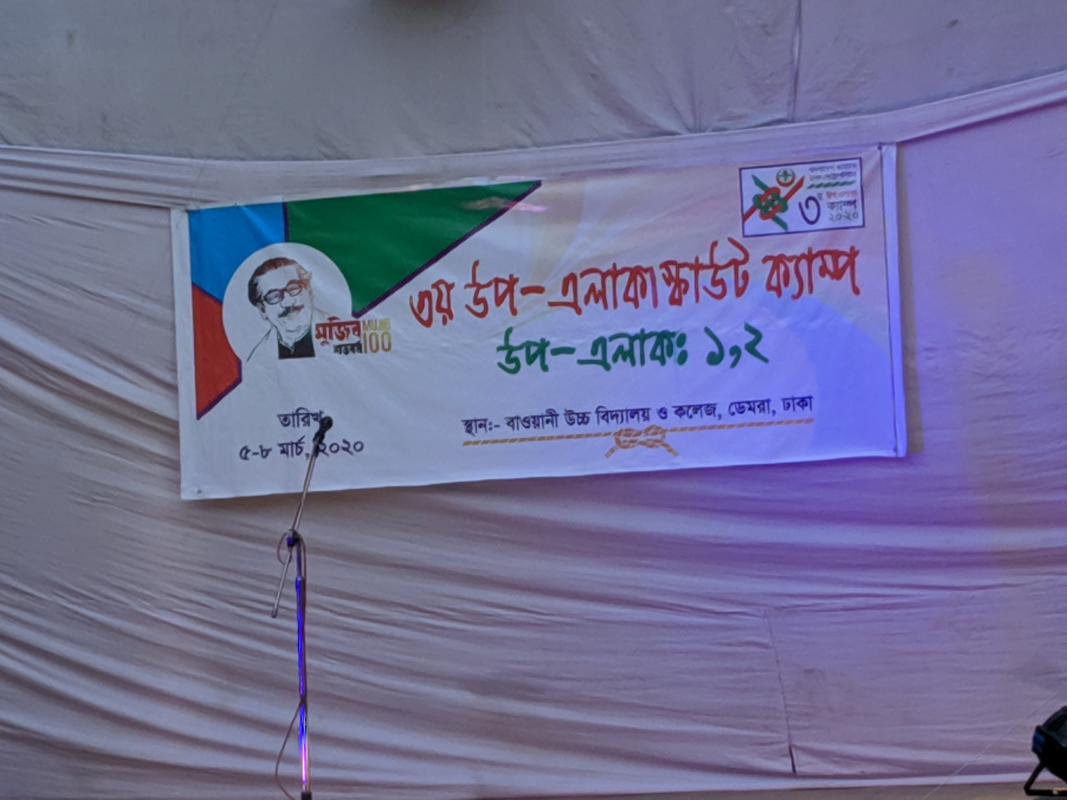 ৩য় উপ-এলাকা স্কাউট ক্যাম্প
উপ-এলাকঃ ১,২
মুজিব
শতবর্ষ
MUJIB
100
৩য়
ক্যাম্প
২০২০
তারিখ
৫-৮ মার্চ, ২০২০
স্থান:- বাওয়ানী উচ্চ বিদ্যালয় ও কলেজ, ডেমরা, ঢাকা